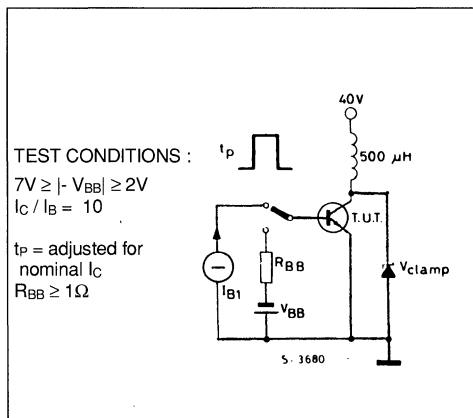 40V
TEST CONDITIONS :
tp
500 μH
7V ≥ |- VBB| ≥ 2V
IC / IB = 10
T.U.T.
tP = adjusted for
nominal IC
RBB
Vclamp
RBB ≥ 1Ω
IB1
VBB
S. 3680